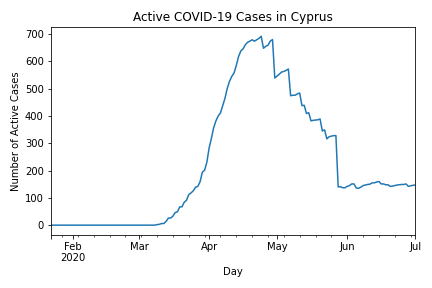 Active COVID-19 Cases in Cyprus
700
600
500
400
300
200
100
0
Number of Active Cases
Feb
2020
Mar
Apr
May
Jun
Jul
Day